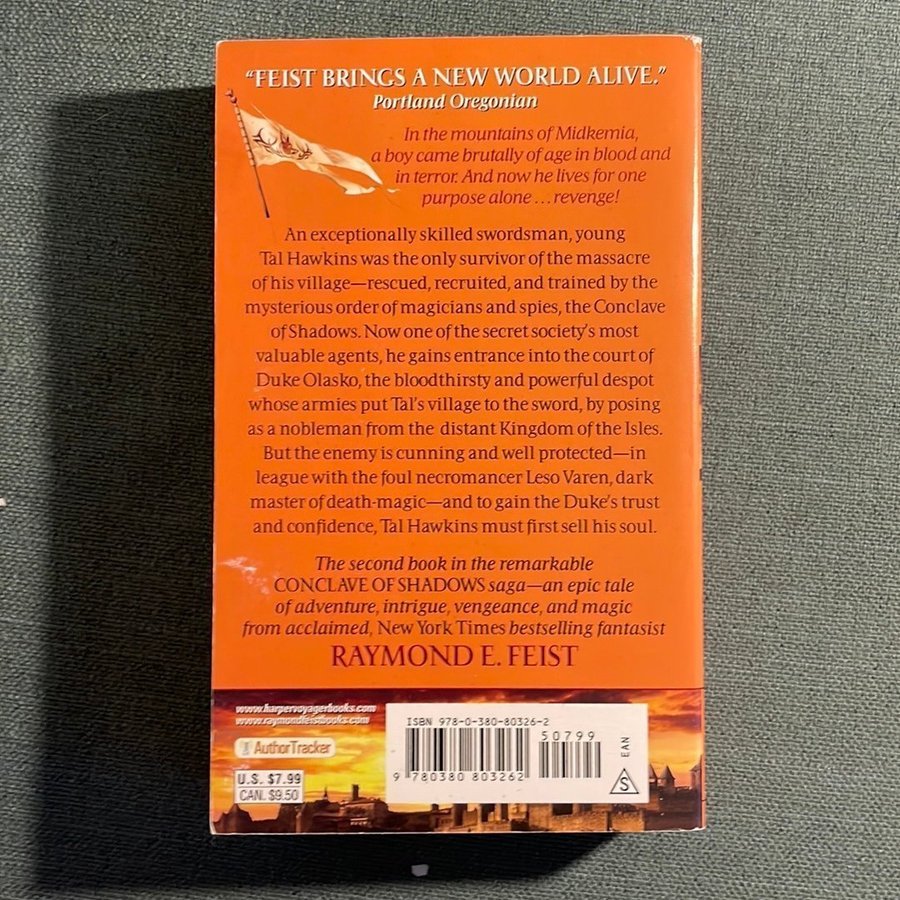 “FEIST BRINGS A NEW WORLD ALIVE.”
Portland Oregonian
In the mountains of Midkemia,
a boy came brutally of age in blood and
in terror. And now he lives for one
purpose alone . . . revenge!
An exceptionally skilled swordsman, young
Tal Hawkins was the only survivor of the massacre
of his village—rescued, recruited, and trained by the
mysterious order of magicians and spies, the Conclave
of Shadows. Now one of the secret society’s most
valuable agents, he gains entrance into the court of
Duke Olasko, the bloodthirsty and powerful despot
whose armies put Tal’s village to the sword, by posing
as a nobleman from the distant Kingdom of the Isles.
But the enemy is cunning and well protected—in
league with the foul necromancer Leso Varen, dark
master of death-magic—and to gain the Duke’s trust
and confidence, Tal Hawkins must first sell his soul.
The second book in the remarkable
CONCLAVE OF SHADOWS saga—an epic tale
of adventure, intrigue, vengeance, and magic
from acclaimed, New York Times bestselling fantasist
RAYMOND E. FEIST
www.harpervoyagerbooks.com
www.raymondfeistbooks.com
AuthorTracker
U.S. $7.99
CAN. $9.50
ISBN 978-0-380-80326-2
50799
9 780380 803262
EAN
S